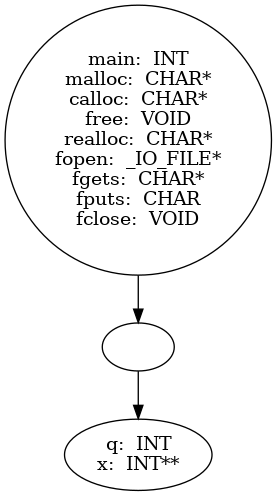 main: INT
malloc: CHAR*
calloc: CHAR*
free: VOID
realloc: CHAR*
fopen: _IO_FILE*
fgets: CHAR*
fputs: CHAR
fclose: VOID
q: INT
x: INT**